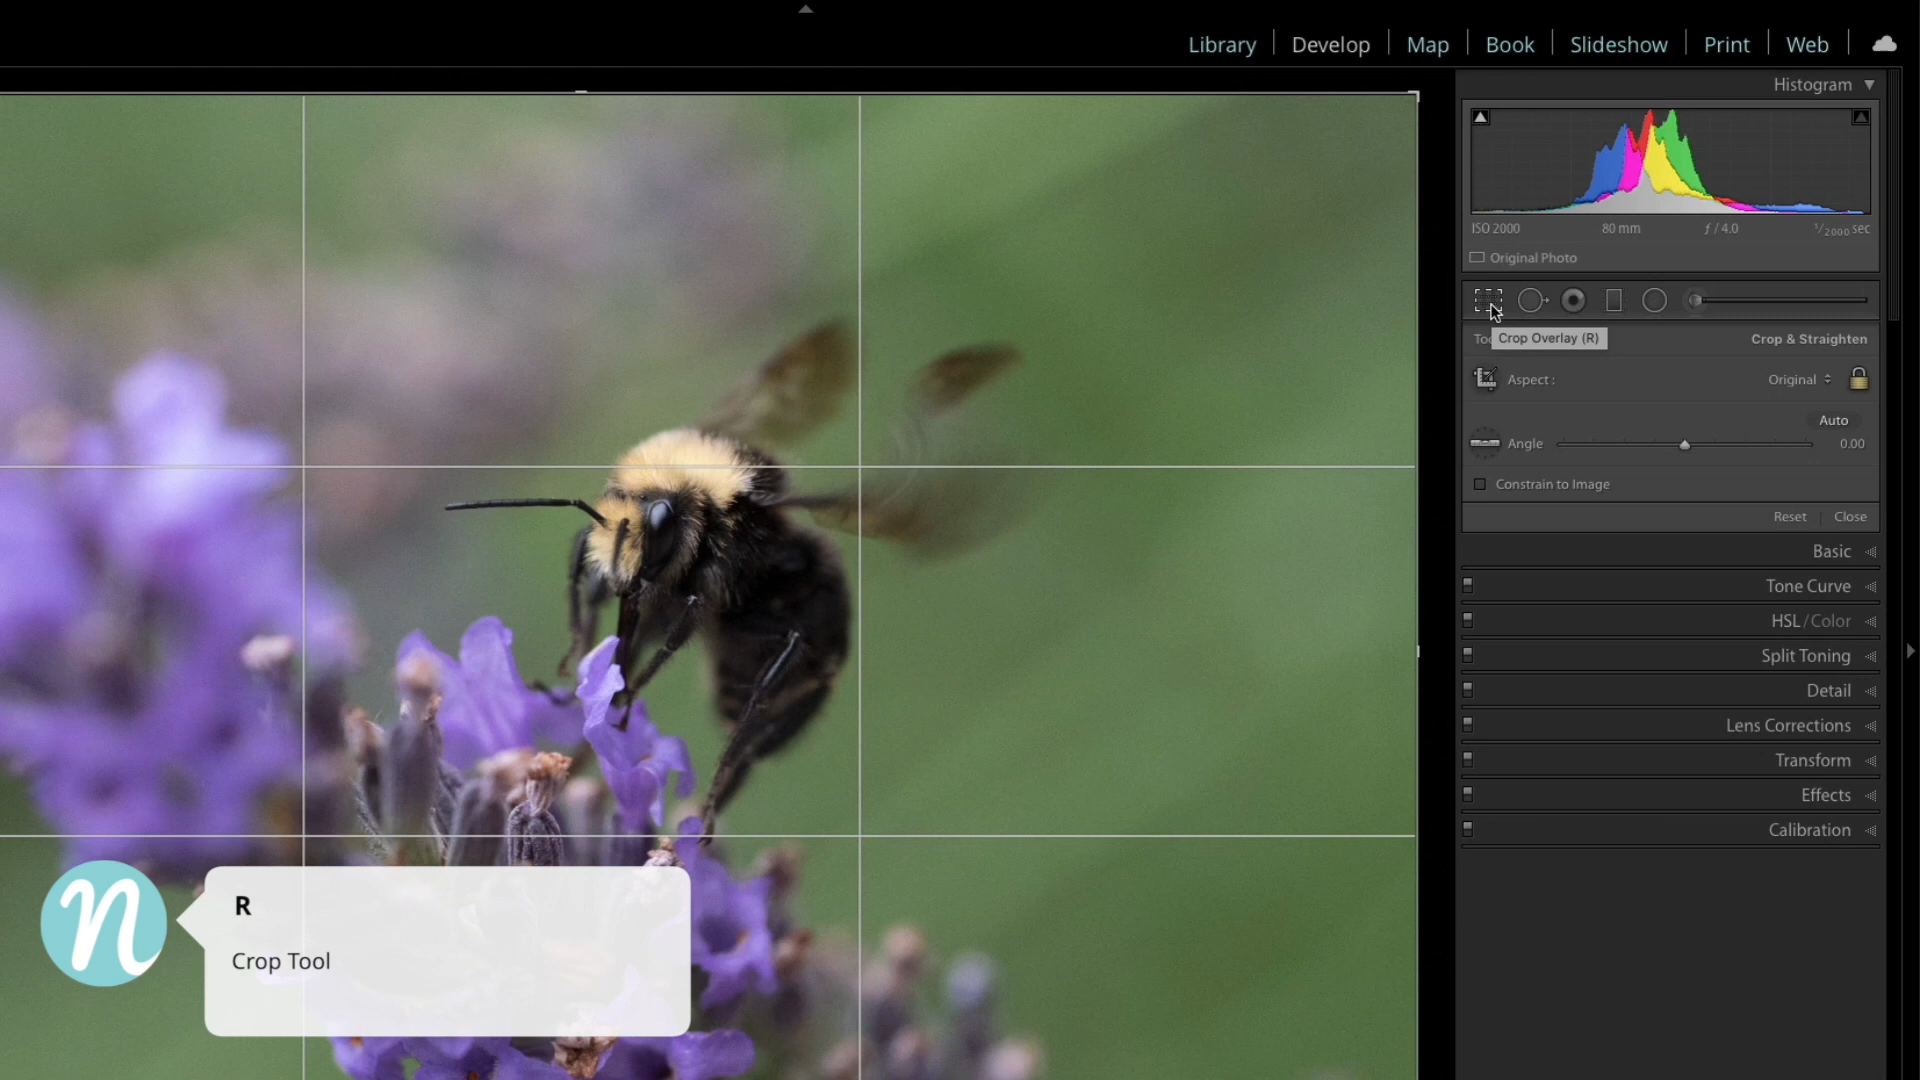 Library | Develop | Map | Book | Slideshow | Print | Web
Histogram
ISO 2000 80 mm ƒ / 4.0 1/2000 sec
Original Photo
Crop Overlay (R)
Crop & Straighten
Aspect : Original
Auto
Angle 0.00
Constrain to Image
Reset Close
Basic
Tone Curve
HSL / Color
Split Toning
Detail
Lens Corrections
Transform
Effects
Calibration
n
R
Crop Tool